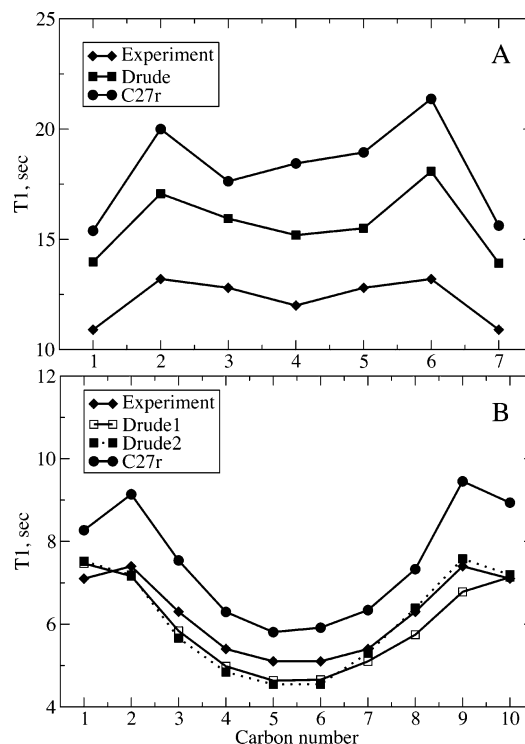 25
A
Experiment
Drude
C27r
20
T1, sec
15
10
1 2 3 4 5 6 7
12
B
Experiment
Drude1
Drude2
C27r
10
T1, sec
8
6
4
1 2 3 4 5 6 7 8 9 10
Carbon number